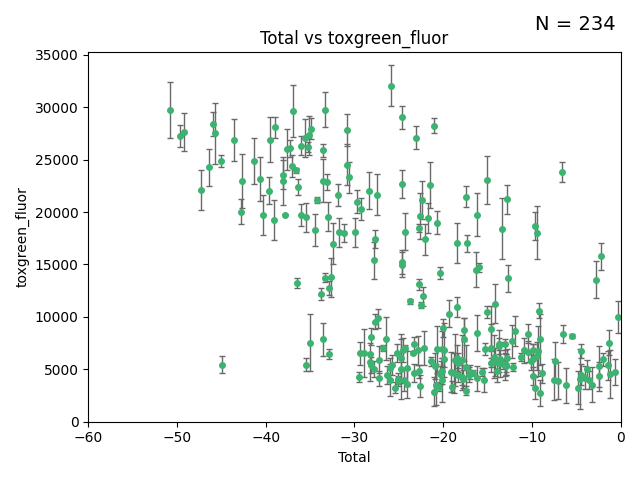 N = 234
Total vs toxgreen_fluor
35000
30000
25000
20000
15000
10000
5000
0
toxgreen_fluor
−60 −50 −40 −30 −20 −10 0
Total